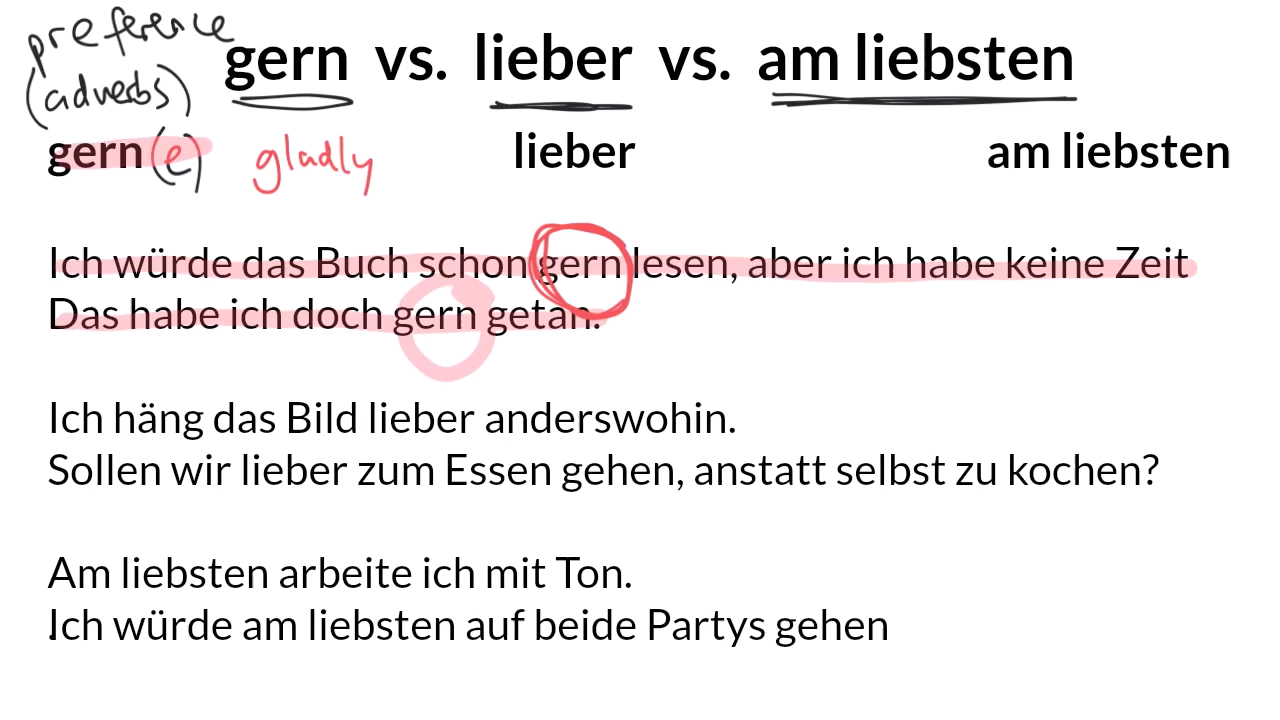 preference
(adverbs)
gern vs. lieber vs. am liebsten
gern(e) gladly lieber am liebsten
Ich würde das Buch schon gern lesen, aber ich habe keine Zeit
Das habe ich doch gern getan.
Ich häng das Bild lieber anderswohin.
Sollen wir lieber zum Essen gehen, anstatt selbst zu kochen?
Am liebsten arbeite ich mit Ton.
.Ich würde am liebsten auf beide Partys gehen